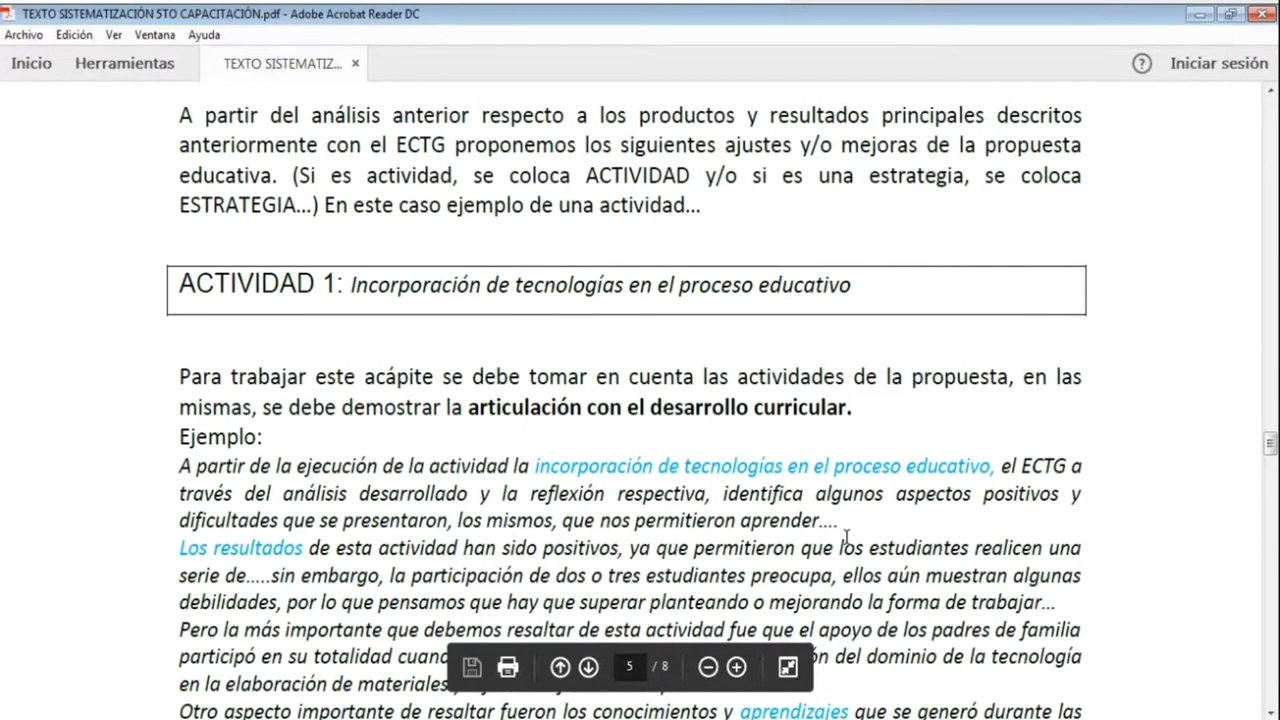 TEXTO SISTEMATIZACIÓN 5TO CAPACITACIÓN.pdf - Adobe Acrobat Reader DC
Archivo Edición Ver Ventana Ayuda
Inicio Herramientas TEXTO SISTEMATIZ... × ? Iniciar sesión
A partir del análisis anterior respecto a los productos y resultados principales descritos
anteriormente con el ECTG proponemos los siguientes ajustes y/o mejoras de la propuesta
educativa. (Si es actividad, se coloca ACTIVIDAD y/o si es una estrategia, se coloca
ESTRATEGIA...) En este caso ejemplo de una actividad...
ACTIVIDAD 1: Incorporación de tecnologías en el proceso educativo
Para trabajar este acápite se debe tomar en cuenta las actividades de la propuesta, en las
mismas, se debe demostrar la articulación con el desarrollo curricular.
Ejemplo:
A partir de la ejecución de la actividad la incorporación de tecnologías en el proceso educativo, el ECTG a
través del análisis desarrollado y la reflexión respectiva, identifica algunos aspectos positivos y
dificultades que se presentaron, los mismos, que nos permitieron aprender....
Los resultados de esta actividad han sido positivos, ya que permitieron que los estudiantes realicen una
serie de.....sin embargo, la participación de dos o tres estudiantes preocupa, ellos aún muestran algunas
debilidades, por lo que pensamos que hay que superar planteando o mejorando la forma de trabajar...
Pero la más importante que debemos resaltar de esta actividad fue que el apoyo de los padres de familia
participó en su totalidad del dominio de la tecnología
en la elaboración de materiales
5 / 8
Otro aspecto importante de resaltar fueron los conocimientos y aprendizajes que se generó durante las